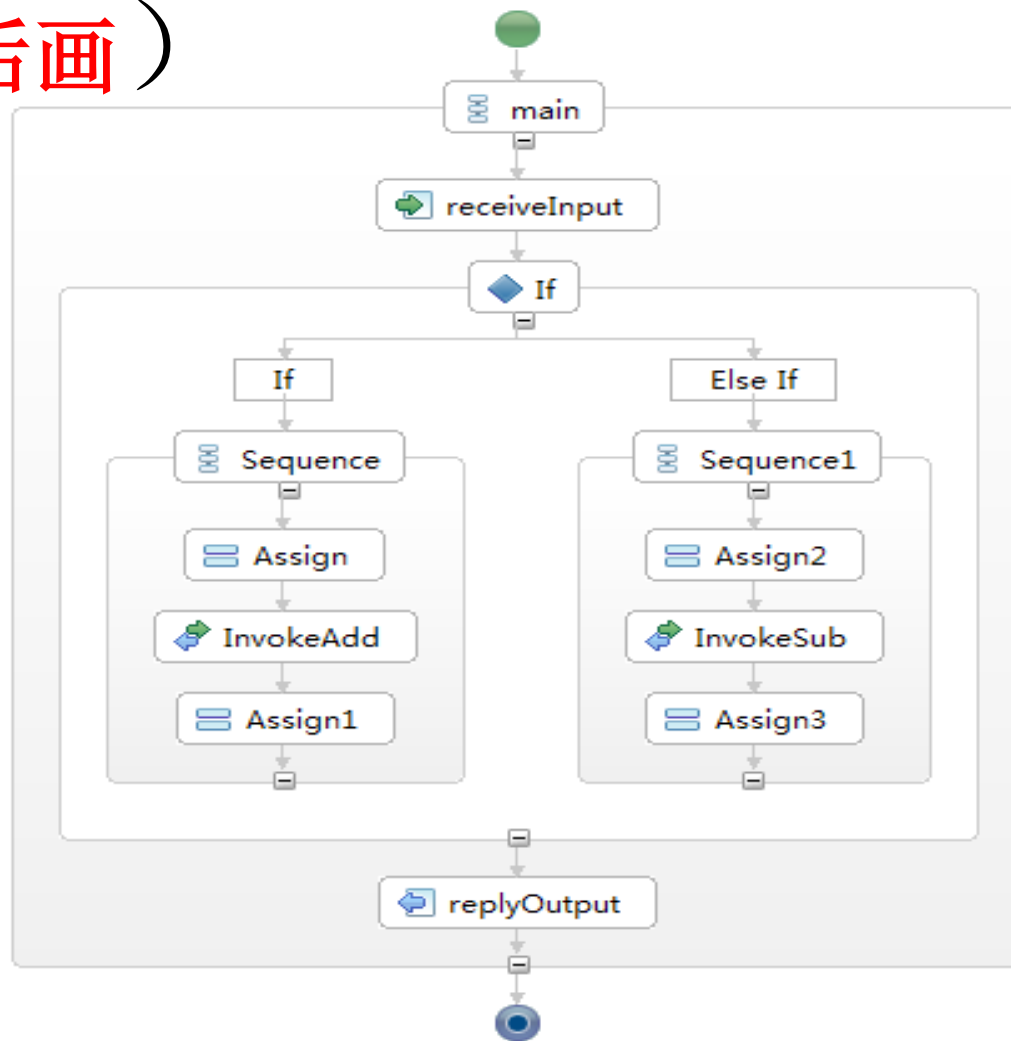 后画）
main
receiveInput
If
If
Else If
Sequence
Sequence1
Assign
Assign2
InvokeAdd
InvokeSub
Assign1
Assign3
replyOutput